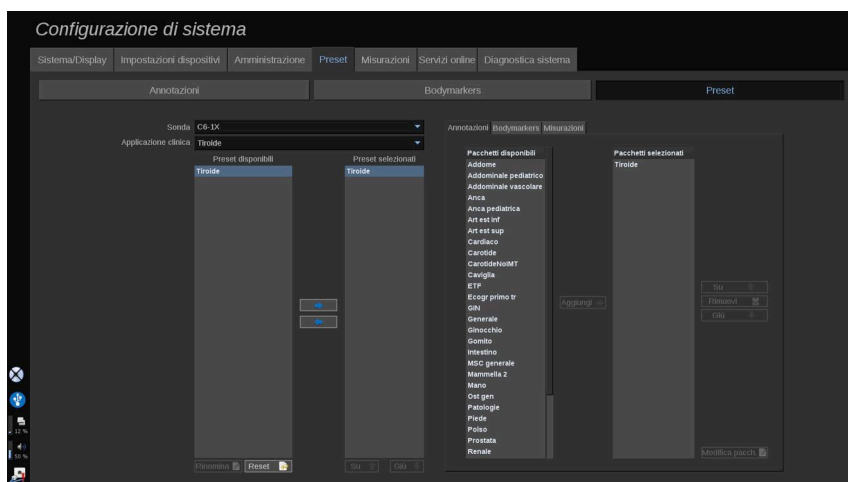 Configurazione di sistema
Sistema/Display Impostazioni dispositivi Amministrazione Preset Misurazioni Servizi online Diagnostica sistema
Annotazioni Bodymarkers Preset
Sonda C6-1X
Applicazione clinica Tiroide
Preset disponibili Preset selezionati
Tiroide Tiroide
Annotazioni Bodymarkers Misurazioni
Pacchetti disponibili Pacchetti selezionati
Addome Tiroide
Addominale pediatrico
Addominale vascolare
Anca
Anca pediatrica
Art est inf
Art est sup
Cardiaco
Carotide
CarotideNoIMT
Caviglia
ETF
Ecogr primo tr
GIN
Generale
Ginocchio
Gomito
Intestino
MSC generale
Mammella 2
Mano
Ost gen
Patologie
Piede
Polso
Prostata
Renale
Aggiungi
Su
Rimuovi
Giù
Modifica pacch.
Rinomina Reset Su Giù
12 %
50 %